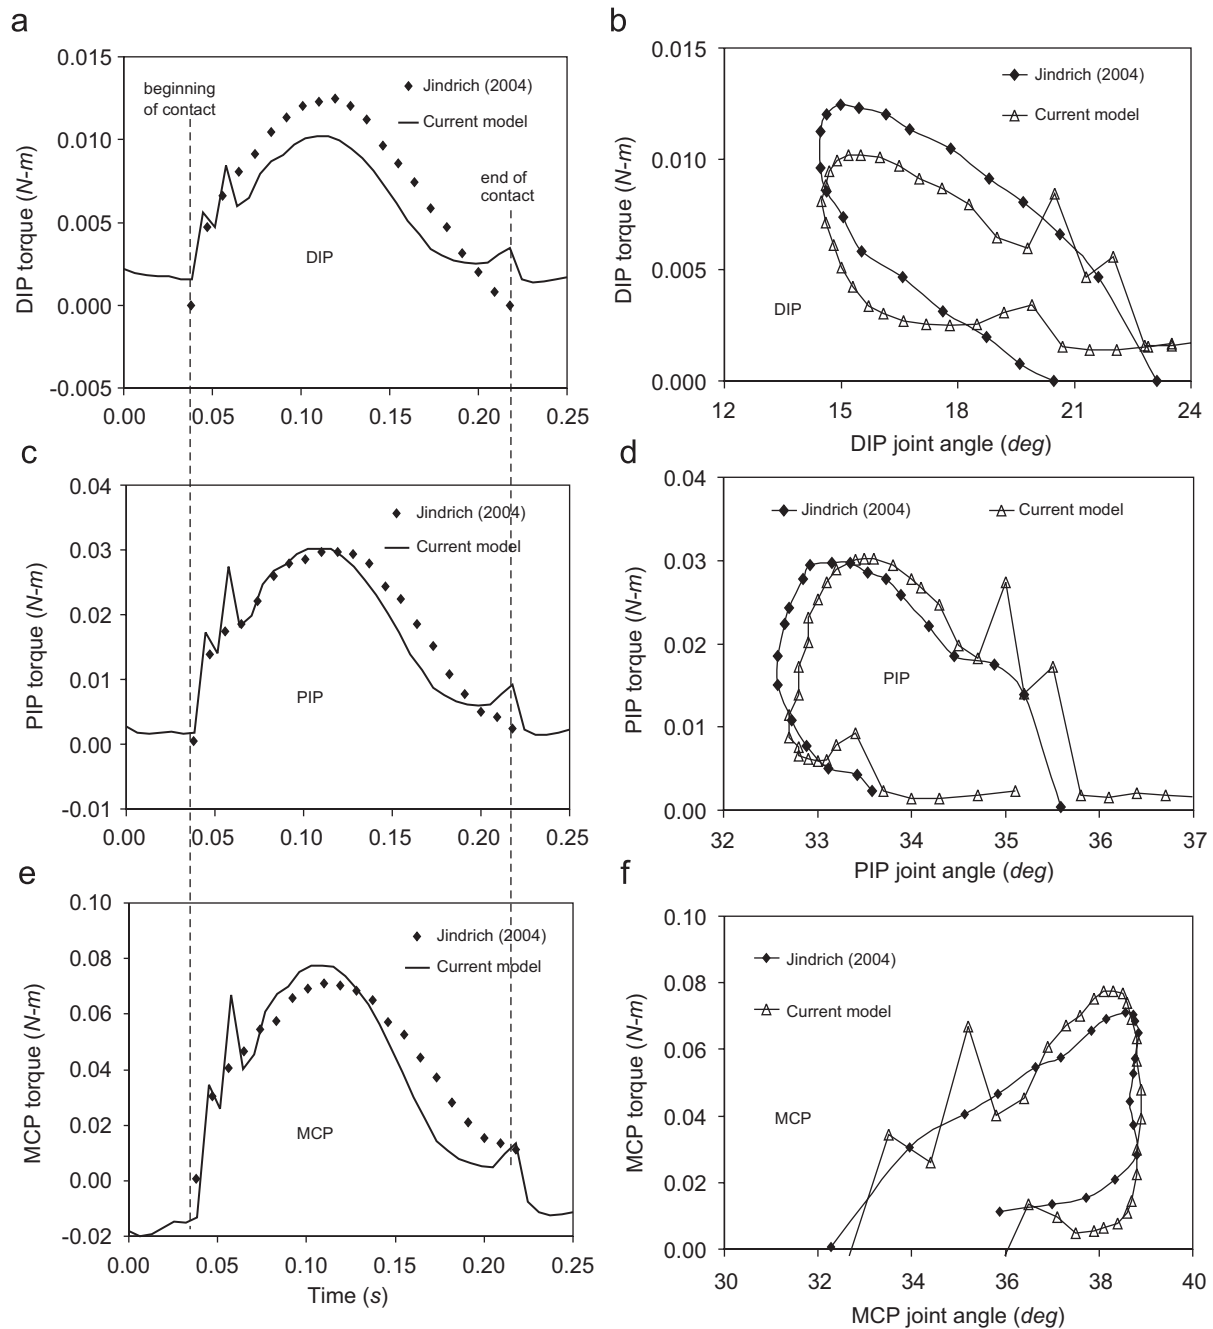 a
0.015
0.010
0.005
0.000
-0.005
DIP torque (N-m)
beginning
of contact
Jindrich (2004)
Current model
end of
contact
DIP
0.00 0.05 0.10 0.15 0.20 0.25
b
0.015
0.010
0.005
0.000
DIP torque (N-m)
Jindrich (2004)
Current model
DIP
12 15 18 21 24
DIP joint angle (deg)
c
0.04
0.03
0.02
0.01
0.00
-0.01
PIP torque (N-m)
Jindrich (2004)
Current model
PIP
0.00 0.05 0.10 0.15 0.20 0.25
d
0.04
0.03
0.02
0.01
0.00
PIP torque (N-m)
Jindrich (2004)
Current model
PIP
32 33 34 35 36 37
PIP joint angle (deg)
e
0.10
0.08
0.06
0.04
0.02
0.00
-0.02
MCP torque (N-m)
Jindrich (2004)
Current model
MCP
0.00 0.05 0.10 0.15 0.20 0.25
Time (s)
f
0.10
0.08
0.06
0.04
0.02
0.00
MCP torque (N-m)
Jindrich (2004)
Current model
MCP
30 32 34 36 38 40
MCP joint angle (deg)